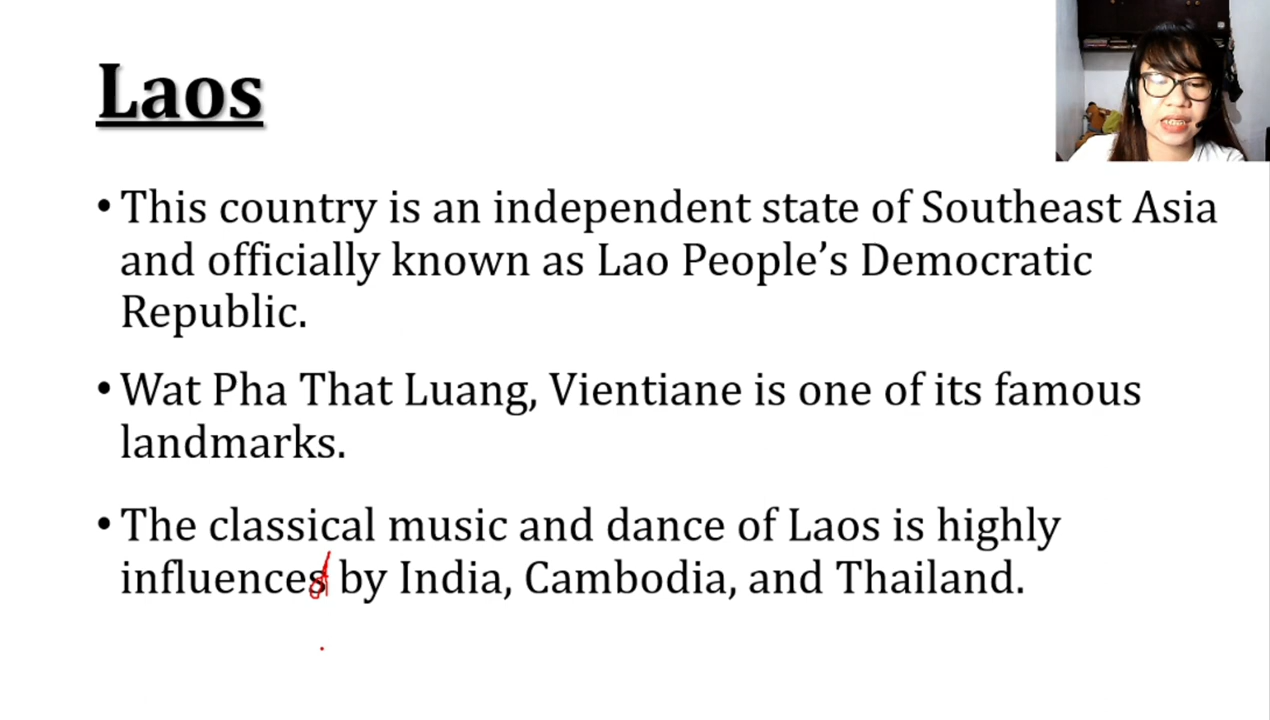 Laos
• This country is an independent state of Southeast Asia
and officially known as Lao People’s Democratic
Republic.
• Wat Pha That Luang, Vientiane is one of its famous
landmarks.
• The classical music and dance of Laos is highly
influenced by India, Cambodia, and Thailand.